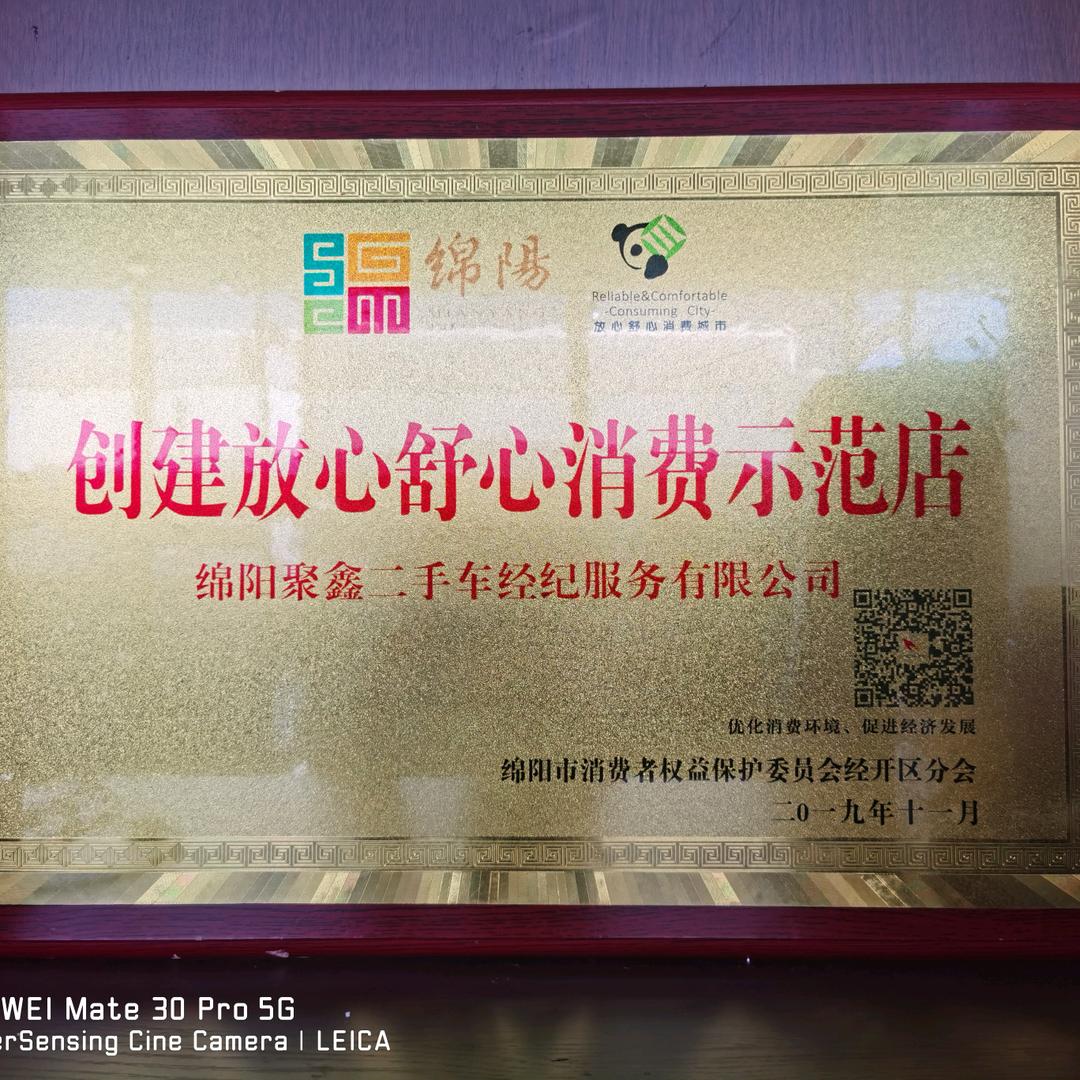 绵陽
MIANYANG
Reliable&Comfortable
-Consuming City-
放心舒心消费城市
创建放心舒心消费示范店
绵阳聚鑫二手车经纪服务有限公司
优化消费环境、促进经济发展
绵阳市消费者权益保护委员会经开区分会
二0一九年十一月
WEI Mate 30 Pro 5G
erSensing Cine Camera | LEICA